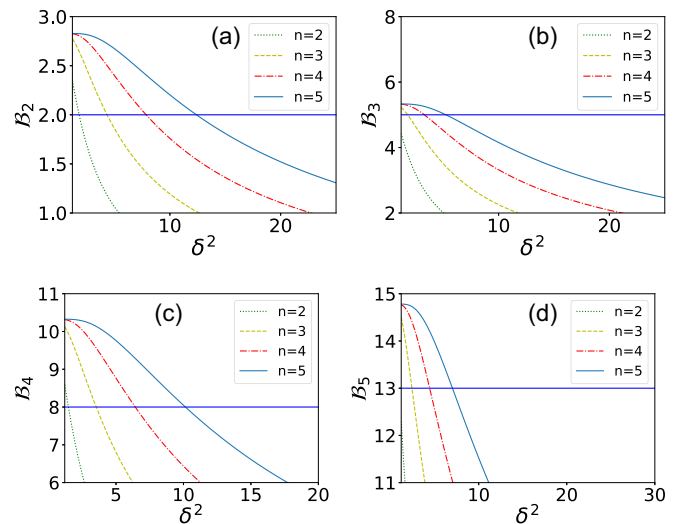 (a)
n=2
n=3
n=4
n=5
3.0
2.5
2.0
1.5
1.0
B₂
10
20
δ²
(b)
n=2
n=3
n=4
n=5
8
6
4
2
B₃
10
20
δ²
(c)
n=2
n=3
n=4
n=5
11
10
9
8
7
6
B₄
5
10
15
20
δ²
(d)
n=2
n=3
n=4
n=5
15
14
13
12
11
B₅
10
20
30
δ²